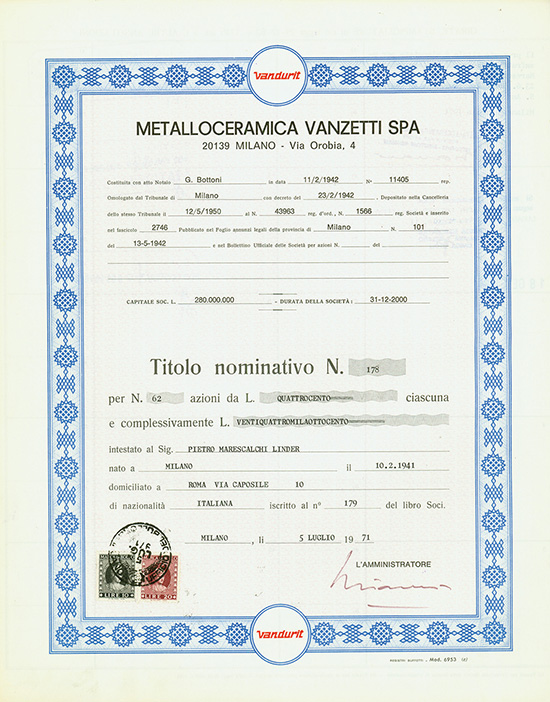 vandurit
METALLOCERAMICA VANZETTI SPA
20139 MILANO - Via Orobia, 4
Costituita con atto Notaio G. Bottoni in data 11/2/1942 N° 11405 rep.
Omologato dal Tribunale di Milano con decreto del 23/2/1942 . Depositato nella Cancelleria
dello stesso Tribunale il 12/5/1950 al N. 43963 reg. d'ord., N. 1566 reg. Società e inserito
nel fascicolo 2746 Pubblicato nel Foglio annunzi legali della provincia di Milano N. 101
del 13-5-1942 e nel Bollettino Ufficiale delle Società per azioni N. del
CAPITALE SOC. L. 280.000.000 - DURATA DELLA SOCIETÀ : 31-12-2000
Titolo nominativo N. 178
per N. 62 azioni da L. QUATTROCENTO ciascuna
e complessivamente L. VENTIQUATTROMILAOTTOCENTO
intestato al Sig. PIETRO MARESCALCHI LINDER
nato a MILANO il 10.2.1941
domiciliato a ROMA VIA CAPOSILE 10
di nazionalità ITALIANA iscritto al n° 179 del libro Soci.
MILANO , li 5 LUGLIO 19 71
L'AMMINISTRATORE
LIRE 10 LIRE 20
vandurit
Mod. 6953